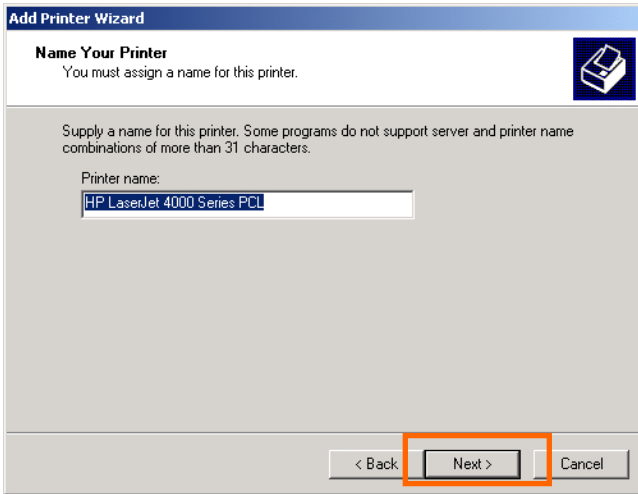 Add Printer Wizard
Name Your Printer
You must assign a name for this printer.
Supply a name for this printer. Some programs do not support server and printer name
combinations of more than 31 characters.
Printer name:
HP LaserJet 4000 Series PCL
< Back
Next >
Cancel